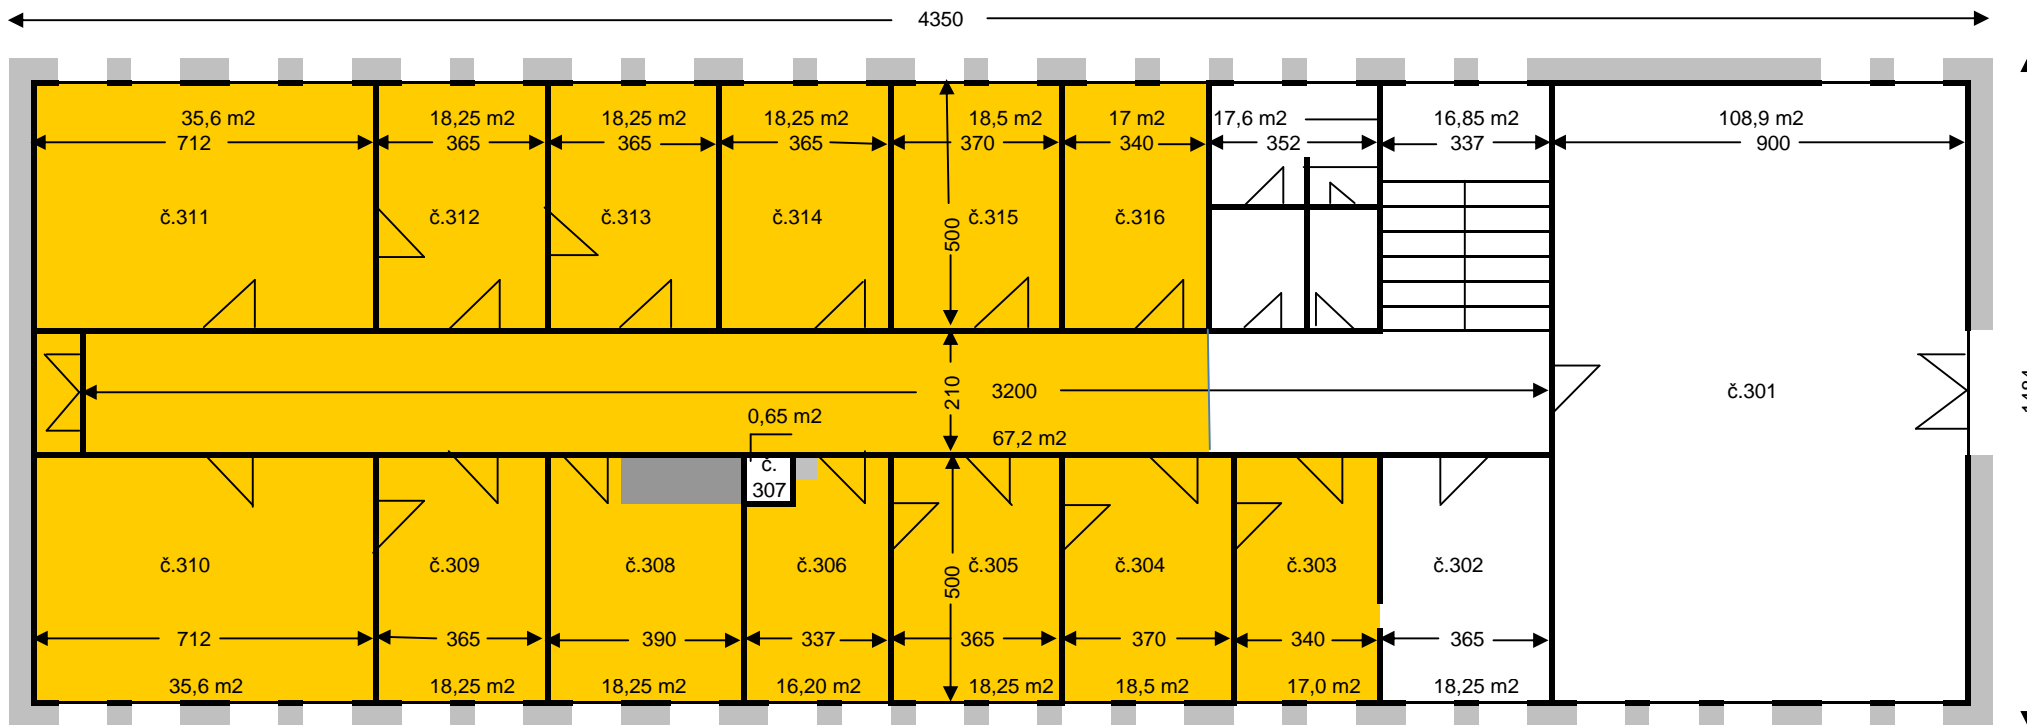 4350
35,6 m2
18,25 m2
18,25 m2
18,25 m2
18,5 m2
17 m2
17,6 m2
16,85 m2
108,9 m2
712
365
365
365
370
340
352
337
900
č.311
č.312
č.313
č.314
č.315
č.316
500
210
3200
č.301
0,65 m2
67,2 m2
č.
307
č.310
č.309
č.308
č.306
č.305
č.304
č.303
č.302
500
712
365
390
337
365
370
340
365
35,6 m2
18,25 m2
18,25 m2
16,20 m2
18,25 m2
18,5 m2
17,0 m2
18,25 m2